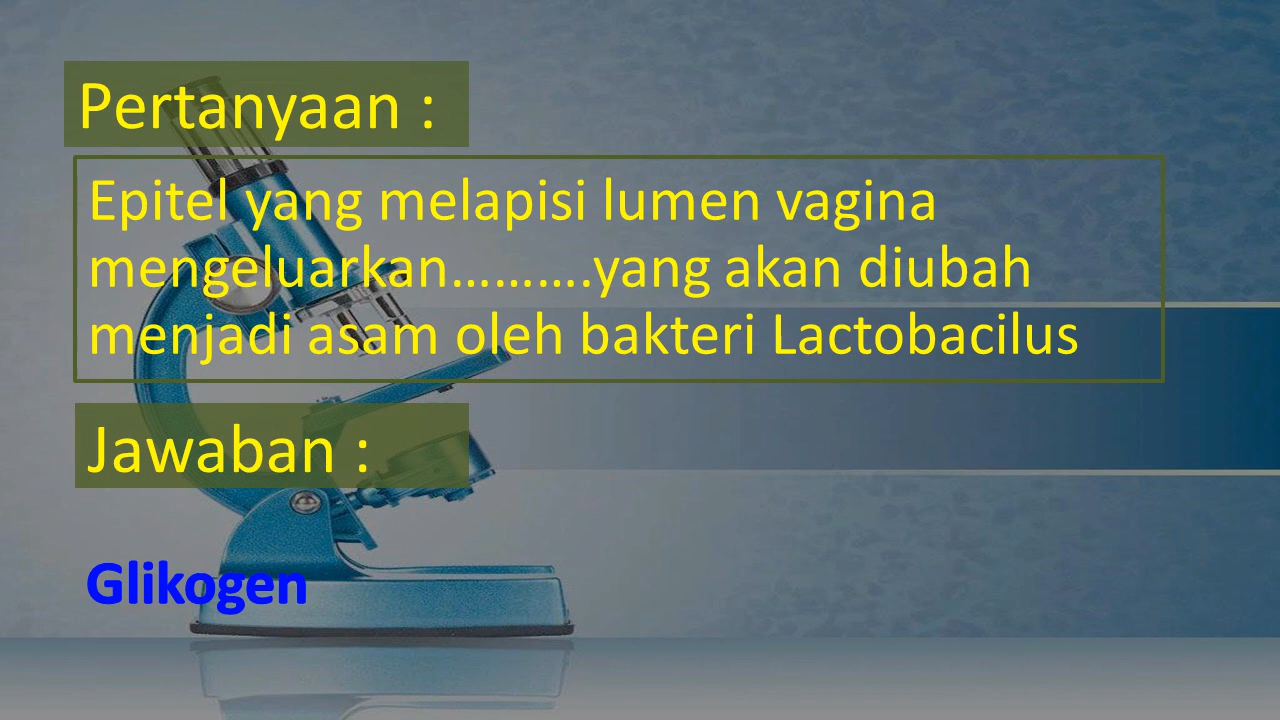 Pertanyaan :
Epitel yang melapisi lumen vagina
mengeluarkan……….yang akan diubah
menjadi asam oleh bakteri Lactobacilus
Jawaban :
Glikogen